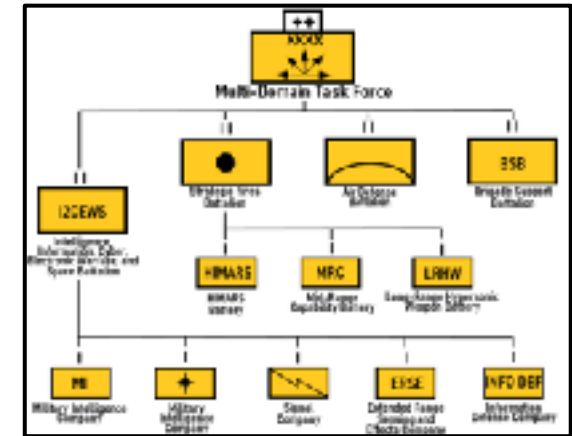 ++
Multi-Domain Task Force
BSB
Strategic Fires
Battalion
Air Defense
Battalion
Brigade Support
Battalion
I2CEWS
Intelligence,
Information, Cyber,
Electronic Warfare, and
Space Battalion
HIMARS
MRC
LRHW
HIMARS
Battery
Mid-Range
Capability Battery
Long-Range Hypersonic
Weapon Battery
MI
ERSE
INFO DEF
Military Intelligence
Company
Military
Intelligence
Company
Signal
Company
Extended Range
Sensing and
Effects Company
Information
Defense Company